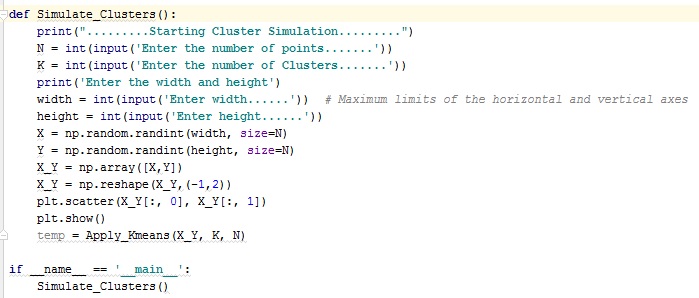 def Simulate_Clusters():
    print(".........Starting Cluster Simulation.........")
    N = int(input('Enter the number of points.......'))
    K = int(input('Enter the number of Clusters.......'))
    print('Enter the width and height')
    width = int(input('Enter width......'))  # Maximum limits of the horizontal and vertical axes
    height = int(input('Enter height......'))
    X = np.random.randint(width, size=N)
    Y = np.random.randint(height, size=N)
    X_Y = np.array([X,Y])
    X_Y = np.reshape(X_Y,(-1,2))
    plt.scatter(X_Y[:, 0], X_Y[:, 1])
    plt.show()
    temp = Apply_Kmeans(X_Y, K, N)
if __name__ == '__main__':
    Simulate_Clusters()